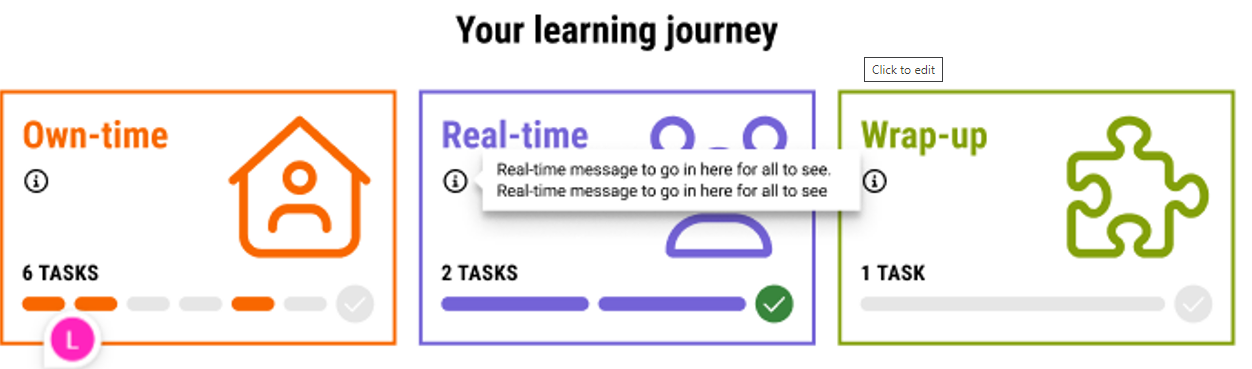 Your learning journey
Click to edit
Own-time
Real-time
Wrap-up
Real-time message to go in here for all to see.
Real-time message to go in here for all to see
6 TASKS
2 TASKS
1 TASK
L